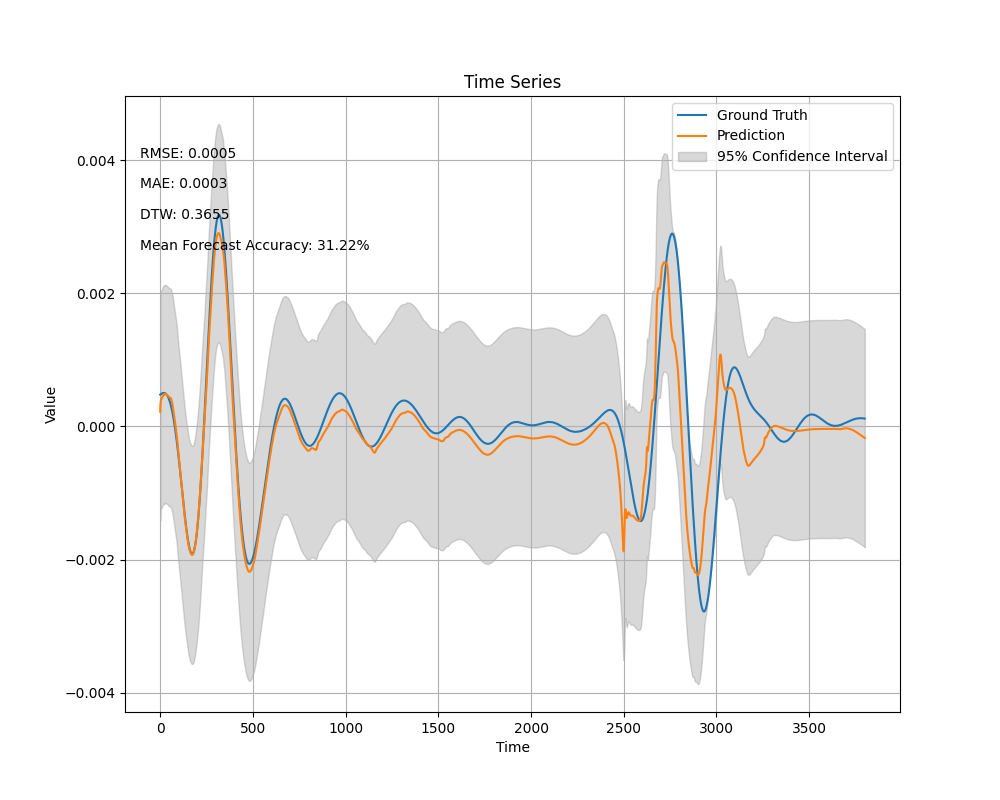 Time Series
Ground Truth
Prediction
95% Confidence Interval
RMSE: 0.0005
MAE: 0.0003
DTW: 0.3655
Mean Forecast Accuracy: 31.22%
Value
0.004
0.002
0.000
−0.002
−0.004
0 500 1000 1500 2000 2500 3000 3500
Time